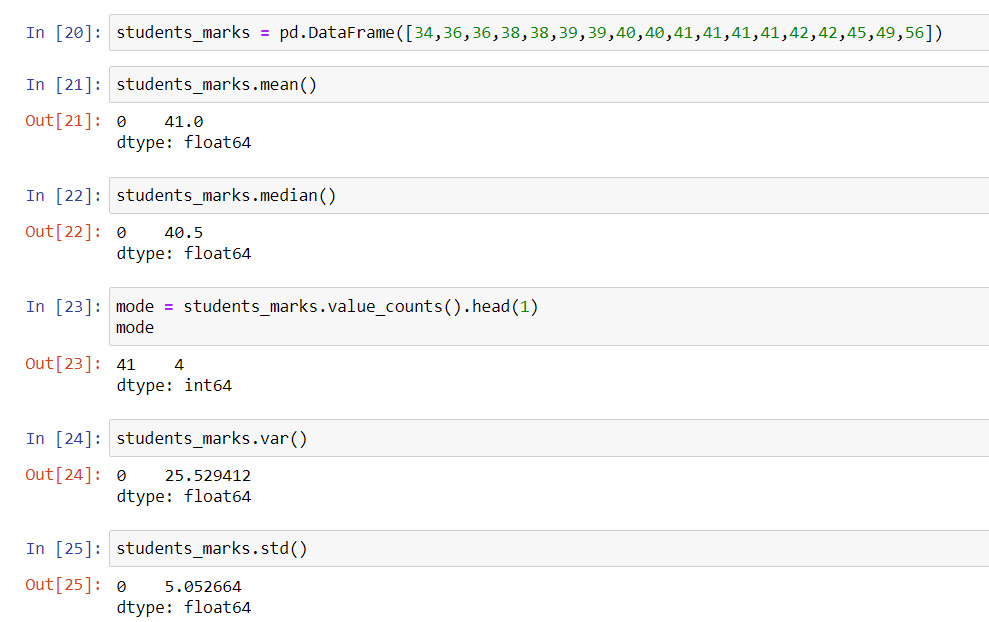 In [20]: students_marks = pd.DataFrame([34,36,36,38,38,39,39,40,40,41,41,41,41,42,42,45,49,56])
In [21]: students_marks.mean()
Out[21]: 0    41.0
dtype: float64
In [22]: students_marks.median()
Out[22]: 0    40.5
dtype: float64
In [23]: mode = students_marks.value_counts().head(1)
mode
Out[23]: 41    4
dtype: int64
In [24]: students_marks.var()
Out[24]: 0    25.529412
dtype: float64
In [25]: students_marks.std()
Out[25]: 0    5.052664
dtype: float64